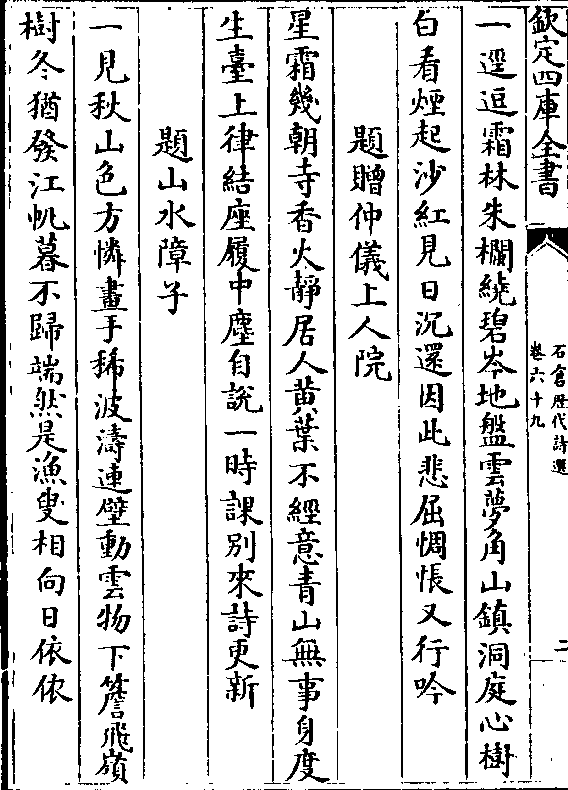 欽定四庫全書
石倉歷代詩選
卷六十九
二
一逕逗霜林朱欄繞碧岑地盤雲夢角山鎮洞庭心樹
白看煙起沙紅見日沉還因此悲屈惆悵又行吟
題贈仲儀上人院
星霜幾朝寺香火靜居人黄葉不經意青山無事身度
生臺上律結座履中塵自説一時課别來詩更新
題山水障子
一見秋山色方憐畫手稀波濤連壁動雲物下簷飛嶺
樹冬猶發江帆暮不歸端然是漁叟相向日依依